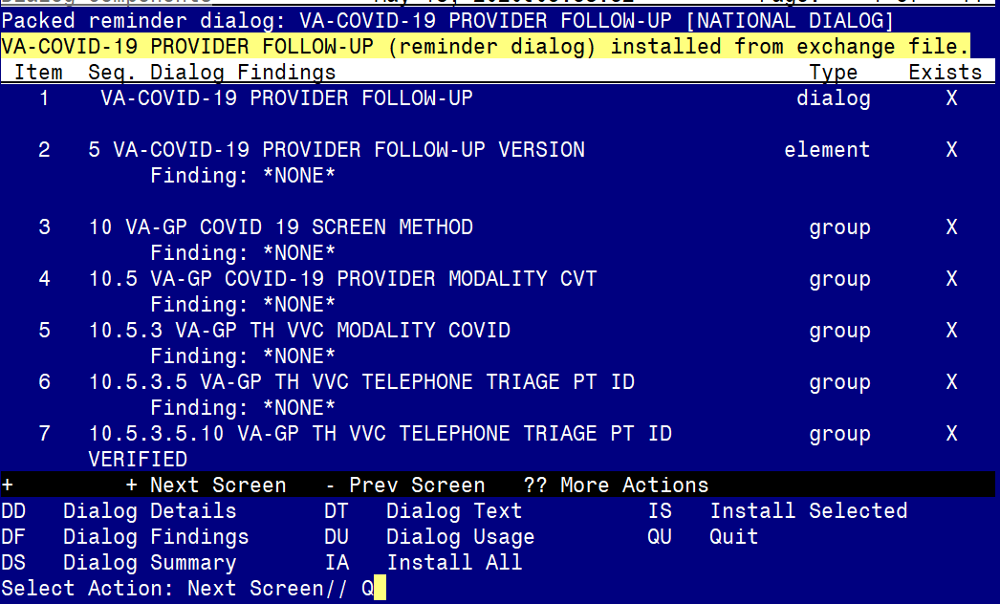 Packed reminder dialog: VA-COVID-19 PROVIDER FOLLOW-UP [NATIONAL DIALOG]
VA-COVID-19 PROVIDER FOLLOW-UP (reminder dialog) installed from exchange file.
Item Seq. Dialog Findings Type Exists
1 VA-COVID-19 PROVIDER FOLLOW-UP dialog X
2 5 VA-COVID-19 PROVIDER FOLLOW-UP VERSION element X
Finding: *NONE*
3 10 VA-GP COVID 19 SCREEN METHOD group X
Finding: *NONE*
4 10.5 VA-GP COVID-19 PROVIDER MODALITY CVT group X
Finding: *NONE*
5 10.5.3 VA-GP TH VVC MODALITY COVID group X
Finding: *NONE*
6 10.5.3.5 VA-GP TH VVC TELEPHONE TRIAGE PT ID group X
Finding: *NONE*
7 10.5.3.5.10 VA-GP TH VVC TELEPHONE TRIAGE PT ID group X
VERIFIED
+ + Next Screen - Prev Screen ?? More Actions
DD Dialog Details DT Dialog Text IS Install Selected
DF Dialog Findings DU Dialog Usage QU Quit
DS Dialog Summary IA Install All
Select Action: Next Screen// Q